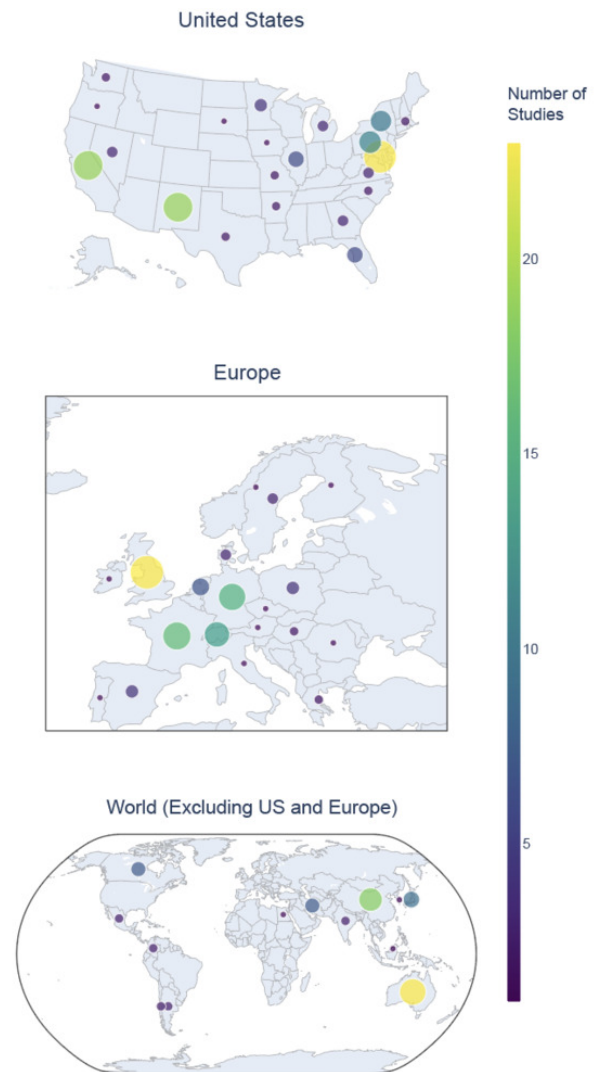 United States
Number of
Studies
20
15
10
5
Europe
World (Excluding US and Europe)